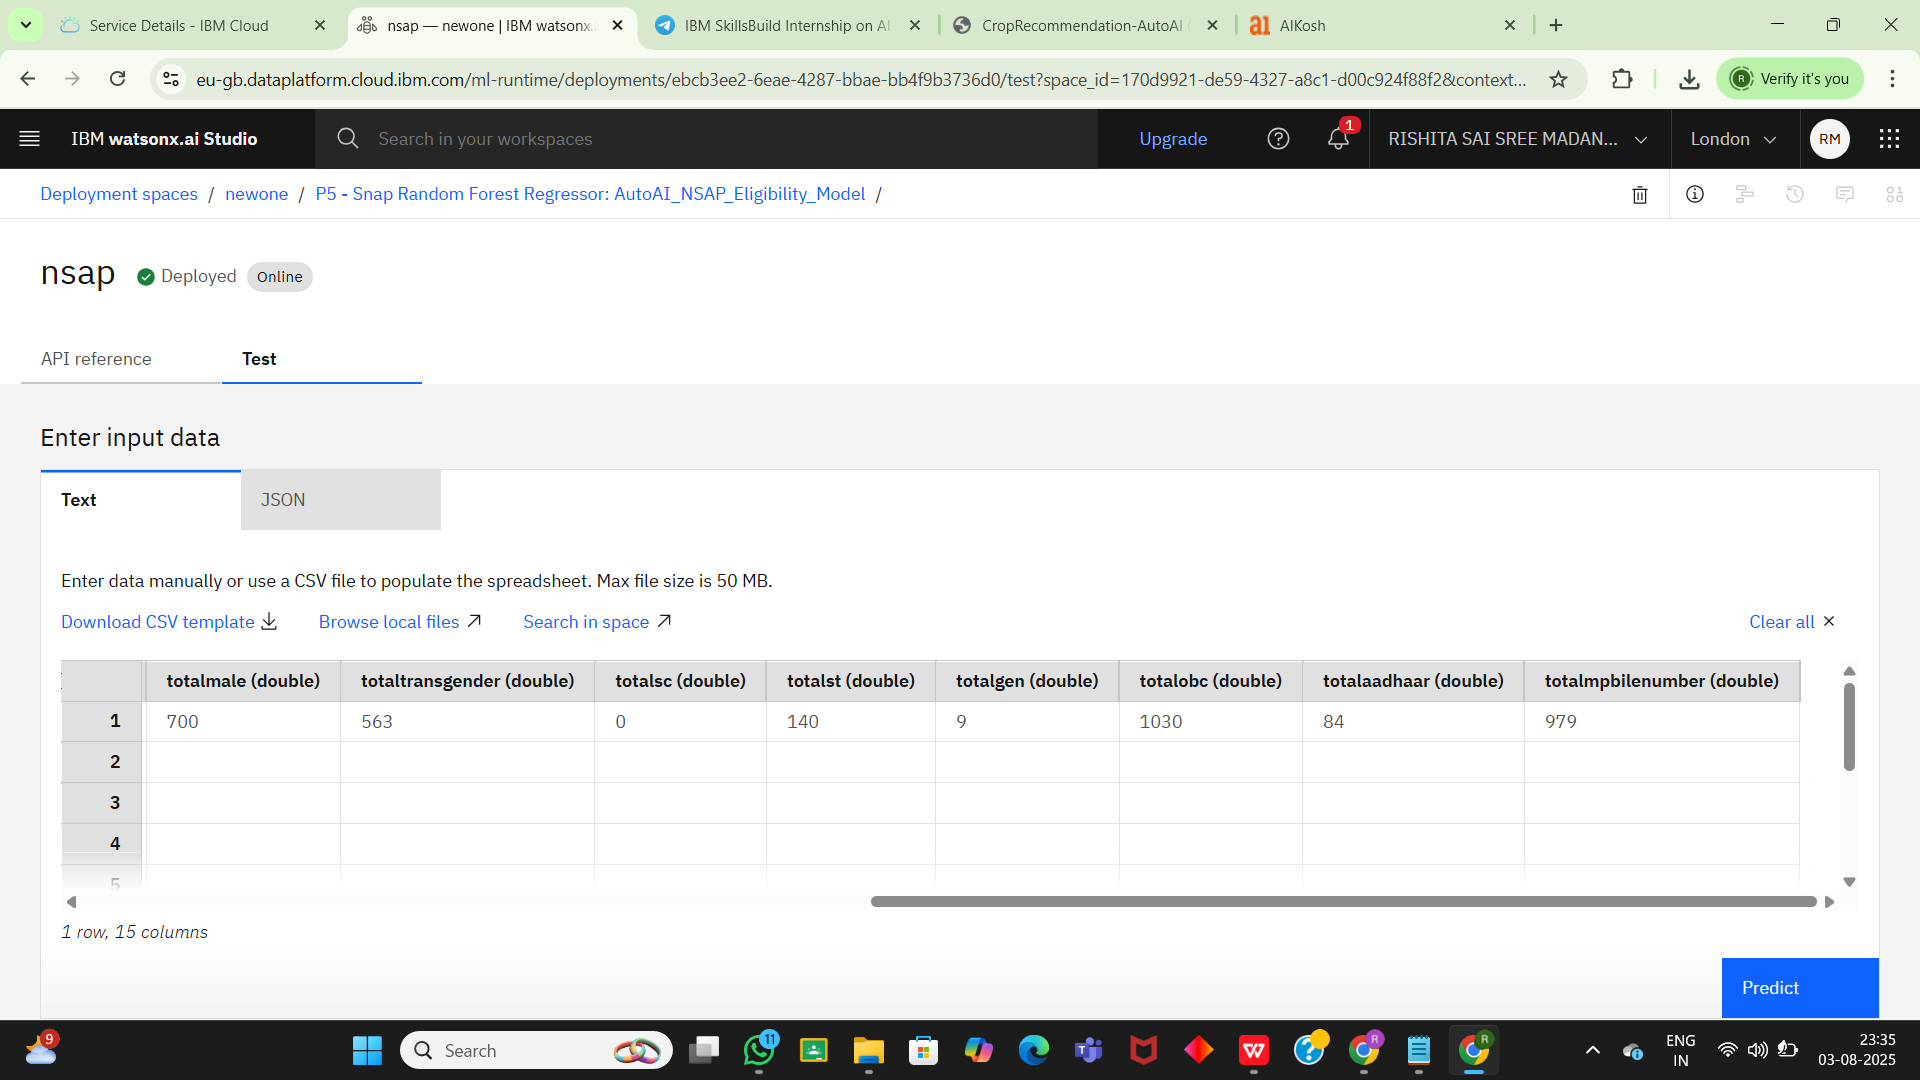 Service Details - IBM Cloud
nsap — newone | IBM watsonx.
IBM SkillsBuild Internship on AI
CropRecommendation-AutoAI
AIKosh
eu-gb.dataplatform.cloud.ibm.com/ml-runtime/deployments/ebcb3ee2-6eae-4287-bbae-bb4f9b3736d0/test?space_id=170d9921-de59-4327-a8c1-d00c924f88f2&context...
R
Verify it's you
IBM watsonx.ai Studio
Search in your workspaces
Upgrade
1
RISHITA SAI SREE MADAN...
London
RM
Deployment spaces / newone / P5 - Snap Random Forest Regressor: AutoAI_NSAP_Eligibility_Model /
nsap Deployed Online
API reference
Test
Enter input data
Text
JSON
Enter data manually or use a CSV file to populate the spreadsheet. Max file size is 50 MB.
Download CSV template
Browse local files
Search in space
Clear all
totalmale (double) totaltransgender (double) totalsc (double) totalst (double) totalgen (double) totalobc (double) totalaadhaar (double) totalmpbilenumber (double)
1 700 563 0 140 9 1030 84 979
2
3
4
5
1 row, 15 columns
Predict
9
Search
11
R
R
ENG
IN
23:35
03-08-2025